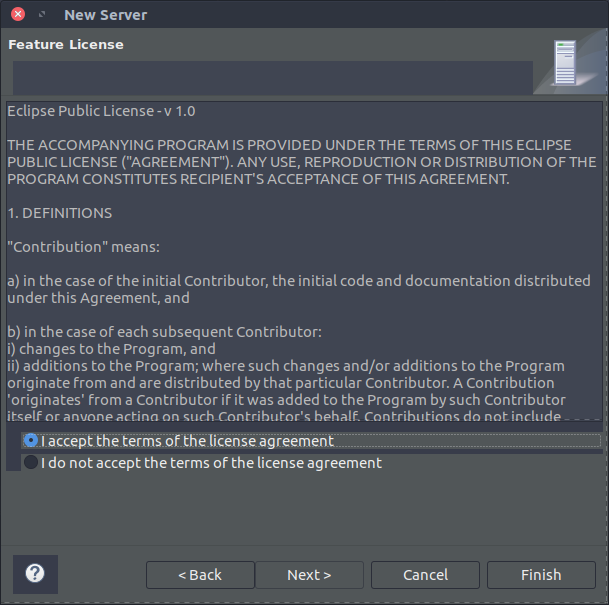 New Server
Feature License
Eclipse Public License - v 1.0
THE ACCOMPANYING PROGRAM IS PROVIDED UNDER THE TERMS OF THIS ECLIPSE
PUBLIC LICENSE ("AGREEMENT"). ANY USE, REPRODUCTION OR DISTRIBUTION OF THE
PROGRAM CONSTITUTES RECIPIENT'S ACCEPTANCE OF THIS AGREEMENT.
1. DEFINITIONS
"Contribution" means:
a) in the case of the initial Contributor, the initial code and documentation distributed
under this Agreement, and
b) in the case of each subsequent Contributor:
i) changes to the Program, and
ii) additions to the Program; where such changes and/or additions to the Program
originate from and are distributed by that particular Contributor. A Contribution
'originates' from a Contributor if it was added to the Program by such Contributor
itself or anyone acting on such Contributor's behalf. Contributions do not include
I accept the terms of the license agreement
I do not accept the terms of the license agreement
?
< Back
Next >
Cancel
Finish